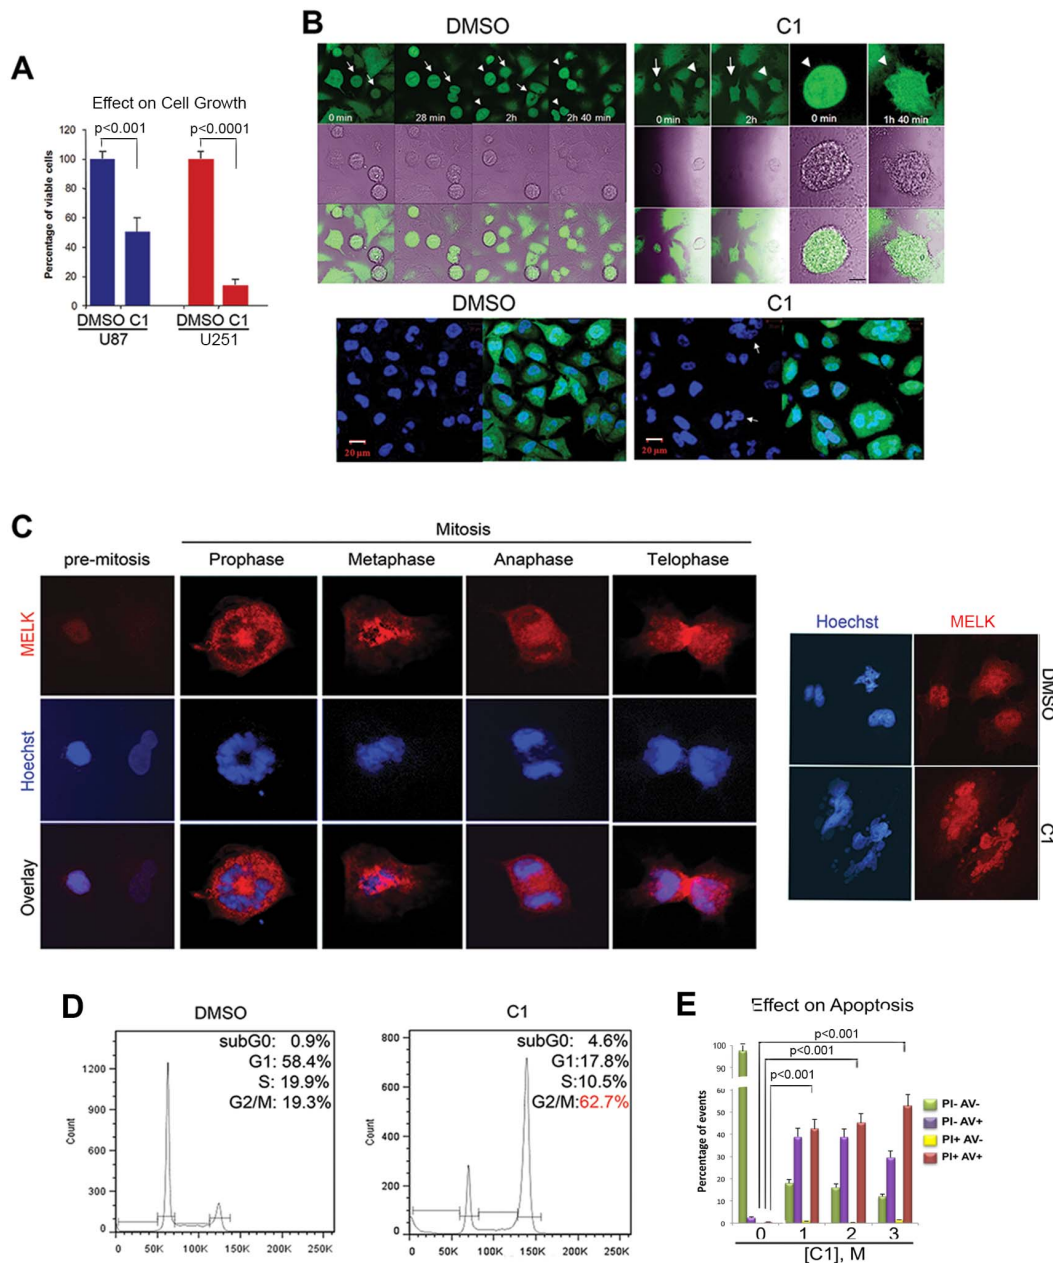 A
Effect on Cell Growth
p<0.001 p<0.0001
Percentage of viable cells
120
100
80
60
40
20
0
DMSO C1 DMSO C1
U87 U251
B
DMSO C1
0 min 28 min 2h 2h 40 min 0 min 2h 0 min 1h 40 min
DMSO C1
20 µm 20 µm
C
Mitosis
pre-mitosis Prophase Metaphase Anaphase Telophase
MELK
Hoechst
Overlay
Hoechst MELK
DMSO
C1
D
DMSO
subG0: 0.9%
G1: 58.4%
S: 19.9%
G2/M: 19.3%
Count
1200
900
600
300
0
0 50K 100K 150K 200K 250K
C1
subG0: 4.6%
G1:17.8%
S:10.5%
G2/M:62.7%
Count
800
600
400
200
0
0 50K 100K 150K 200K 250K
E
Effect on Apoptosis
p<0.001
p<0.001
p<0.001
Percentage of events
100
90
80
60
50
40
30
20
10
0
PI- AV-
PI- AV+
PI+ AV-
PI+ AV+
0 1 2 3
[C1], M